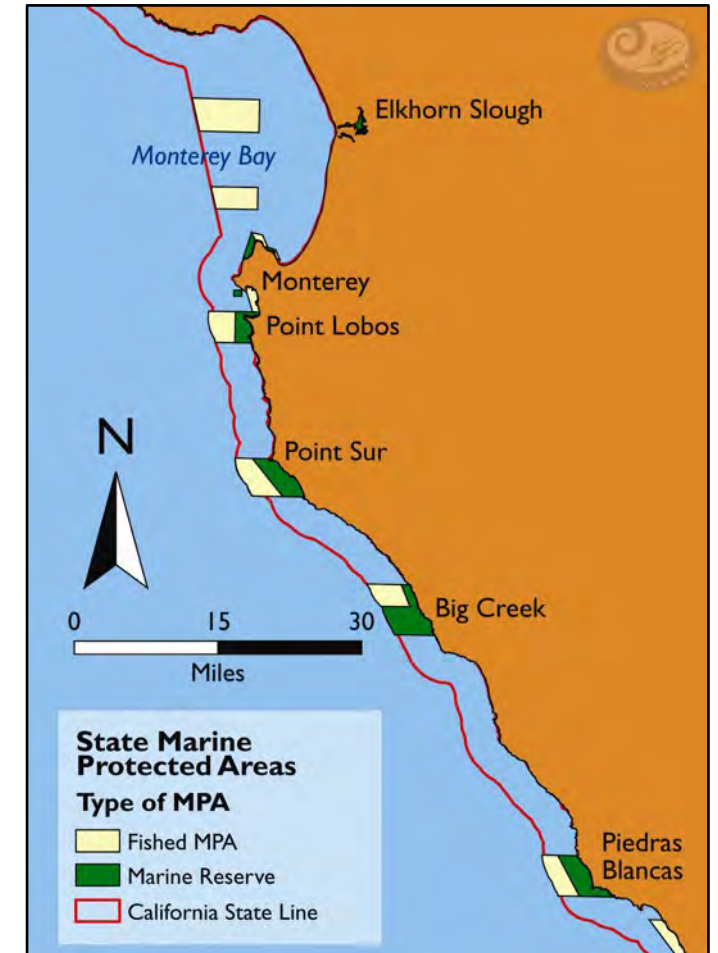 Elkhorn Slough
Monterey Bay
Monterey
Point Lobos
Point Sur
N
Big Creek
0 15 30
Miles
State Marine
Protected Areas
Type of MPA
Fished MPA
Marine Reserve
California State Line
Piedras
Blancas